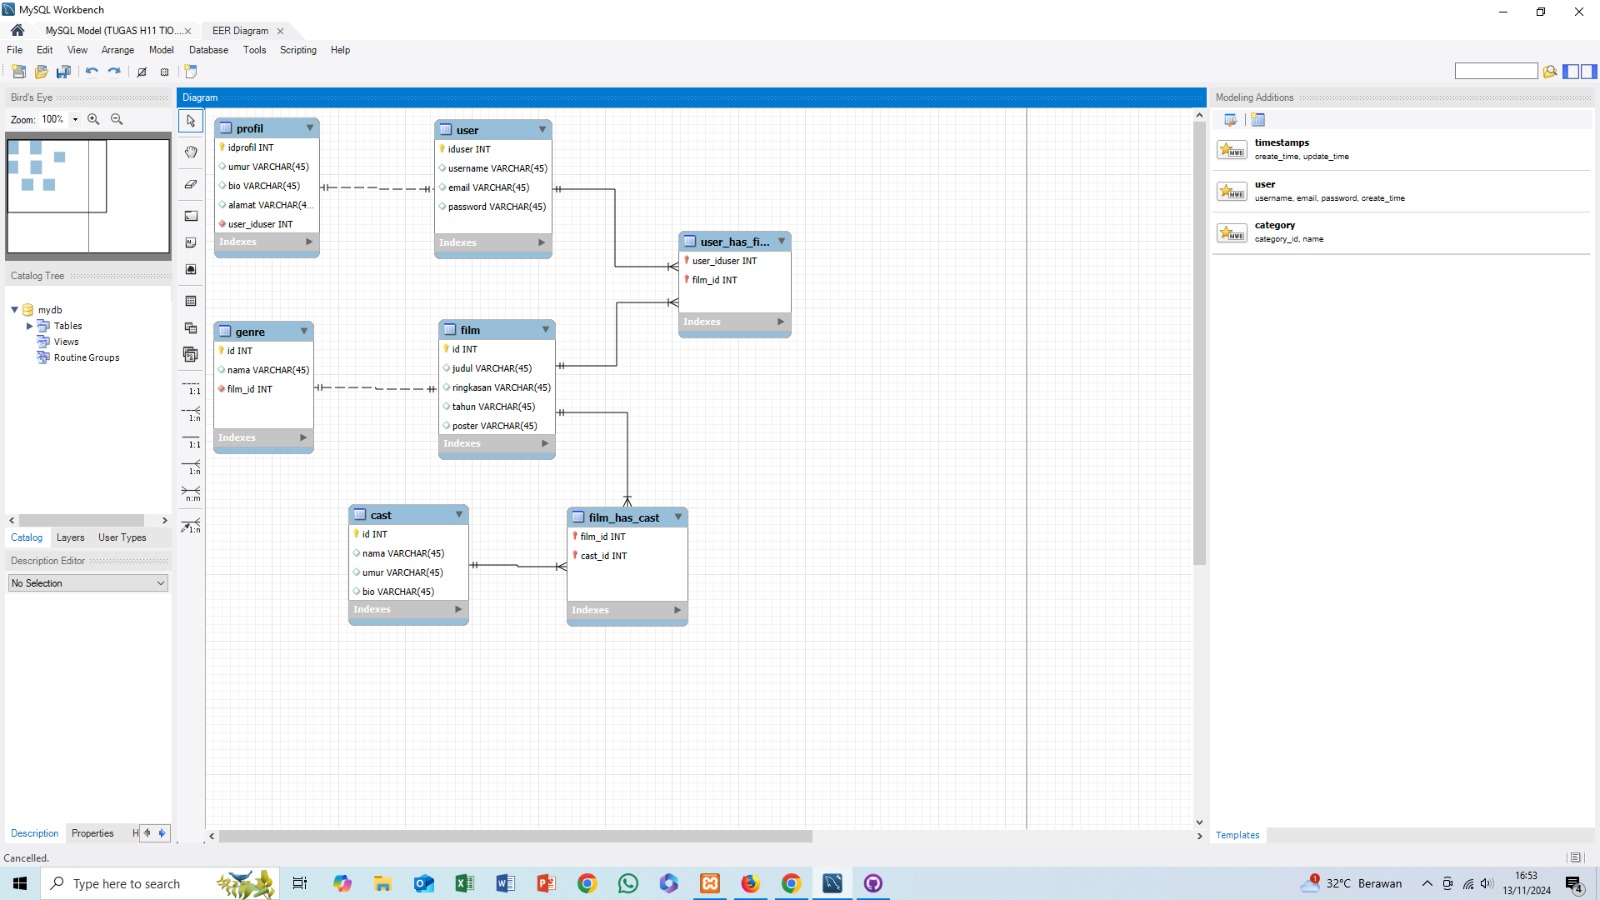 MySQL Workbench
MySQL Model (TUGAS H11 TIO....
EER Diagram
File Edit View Arrange Model Database Tools Scripting Help
Bird's Eye
Zoom: 100%
Diagram
Modeling Additions
profil
idprofil INT
umur VARCHAR(45)
bio VARCHAR(45)
alamat VARCHAR(4...
user_iduser INT
Indexes
user
iduser INT
username VARCHAR(45)
email VARCHAR(45)
password VARCHAR(45)
Indexes
user_has_fi...
user_iduser INT
film_id INT
Indexes
genre
id INT
nama VARCHAR(45)
film_id INT
Indexes
film
id INT
judul VARCHAR(45)
ringkasan VARCHAR(45)
tahun VARCHAR(45)
poster VARCHAR(45)
Indexes
cast
id INT
nama VARCHAR(45)
umur VARCHAR(45)
bio VARCHAR(45)
Indexes
film_has_cast
film_id INT
cast_id INT
Indexes
1:1
1:n
1:1
1:n
n:m
1:n
timestamps
create_time, update_time
user
username, email, password, create_time
category
category_id, name
Templates
Catalog Tree
mydb
Tables
Views
Routine Groups
Catalog Layers User Types
Description Editor
No Selection
Description Properties H
Cancelled.
Type here to search
1
32°C Berawan
16:53
13/11/2024
4